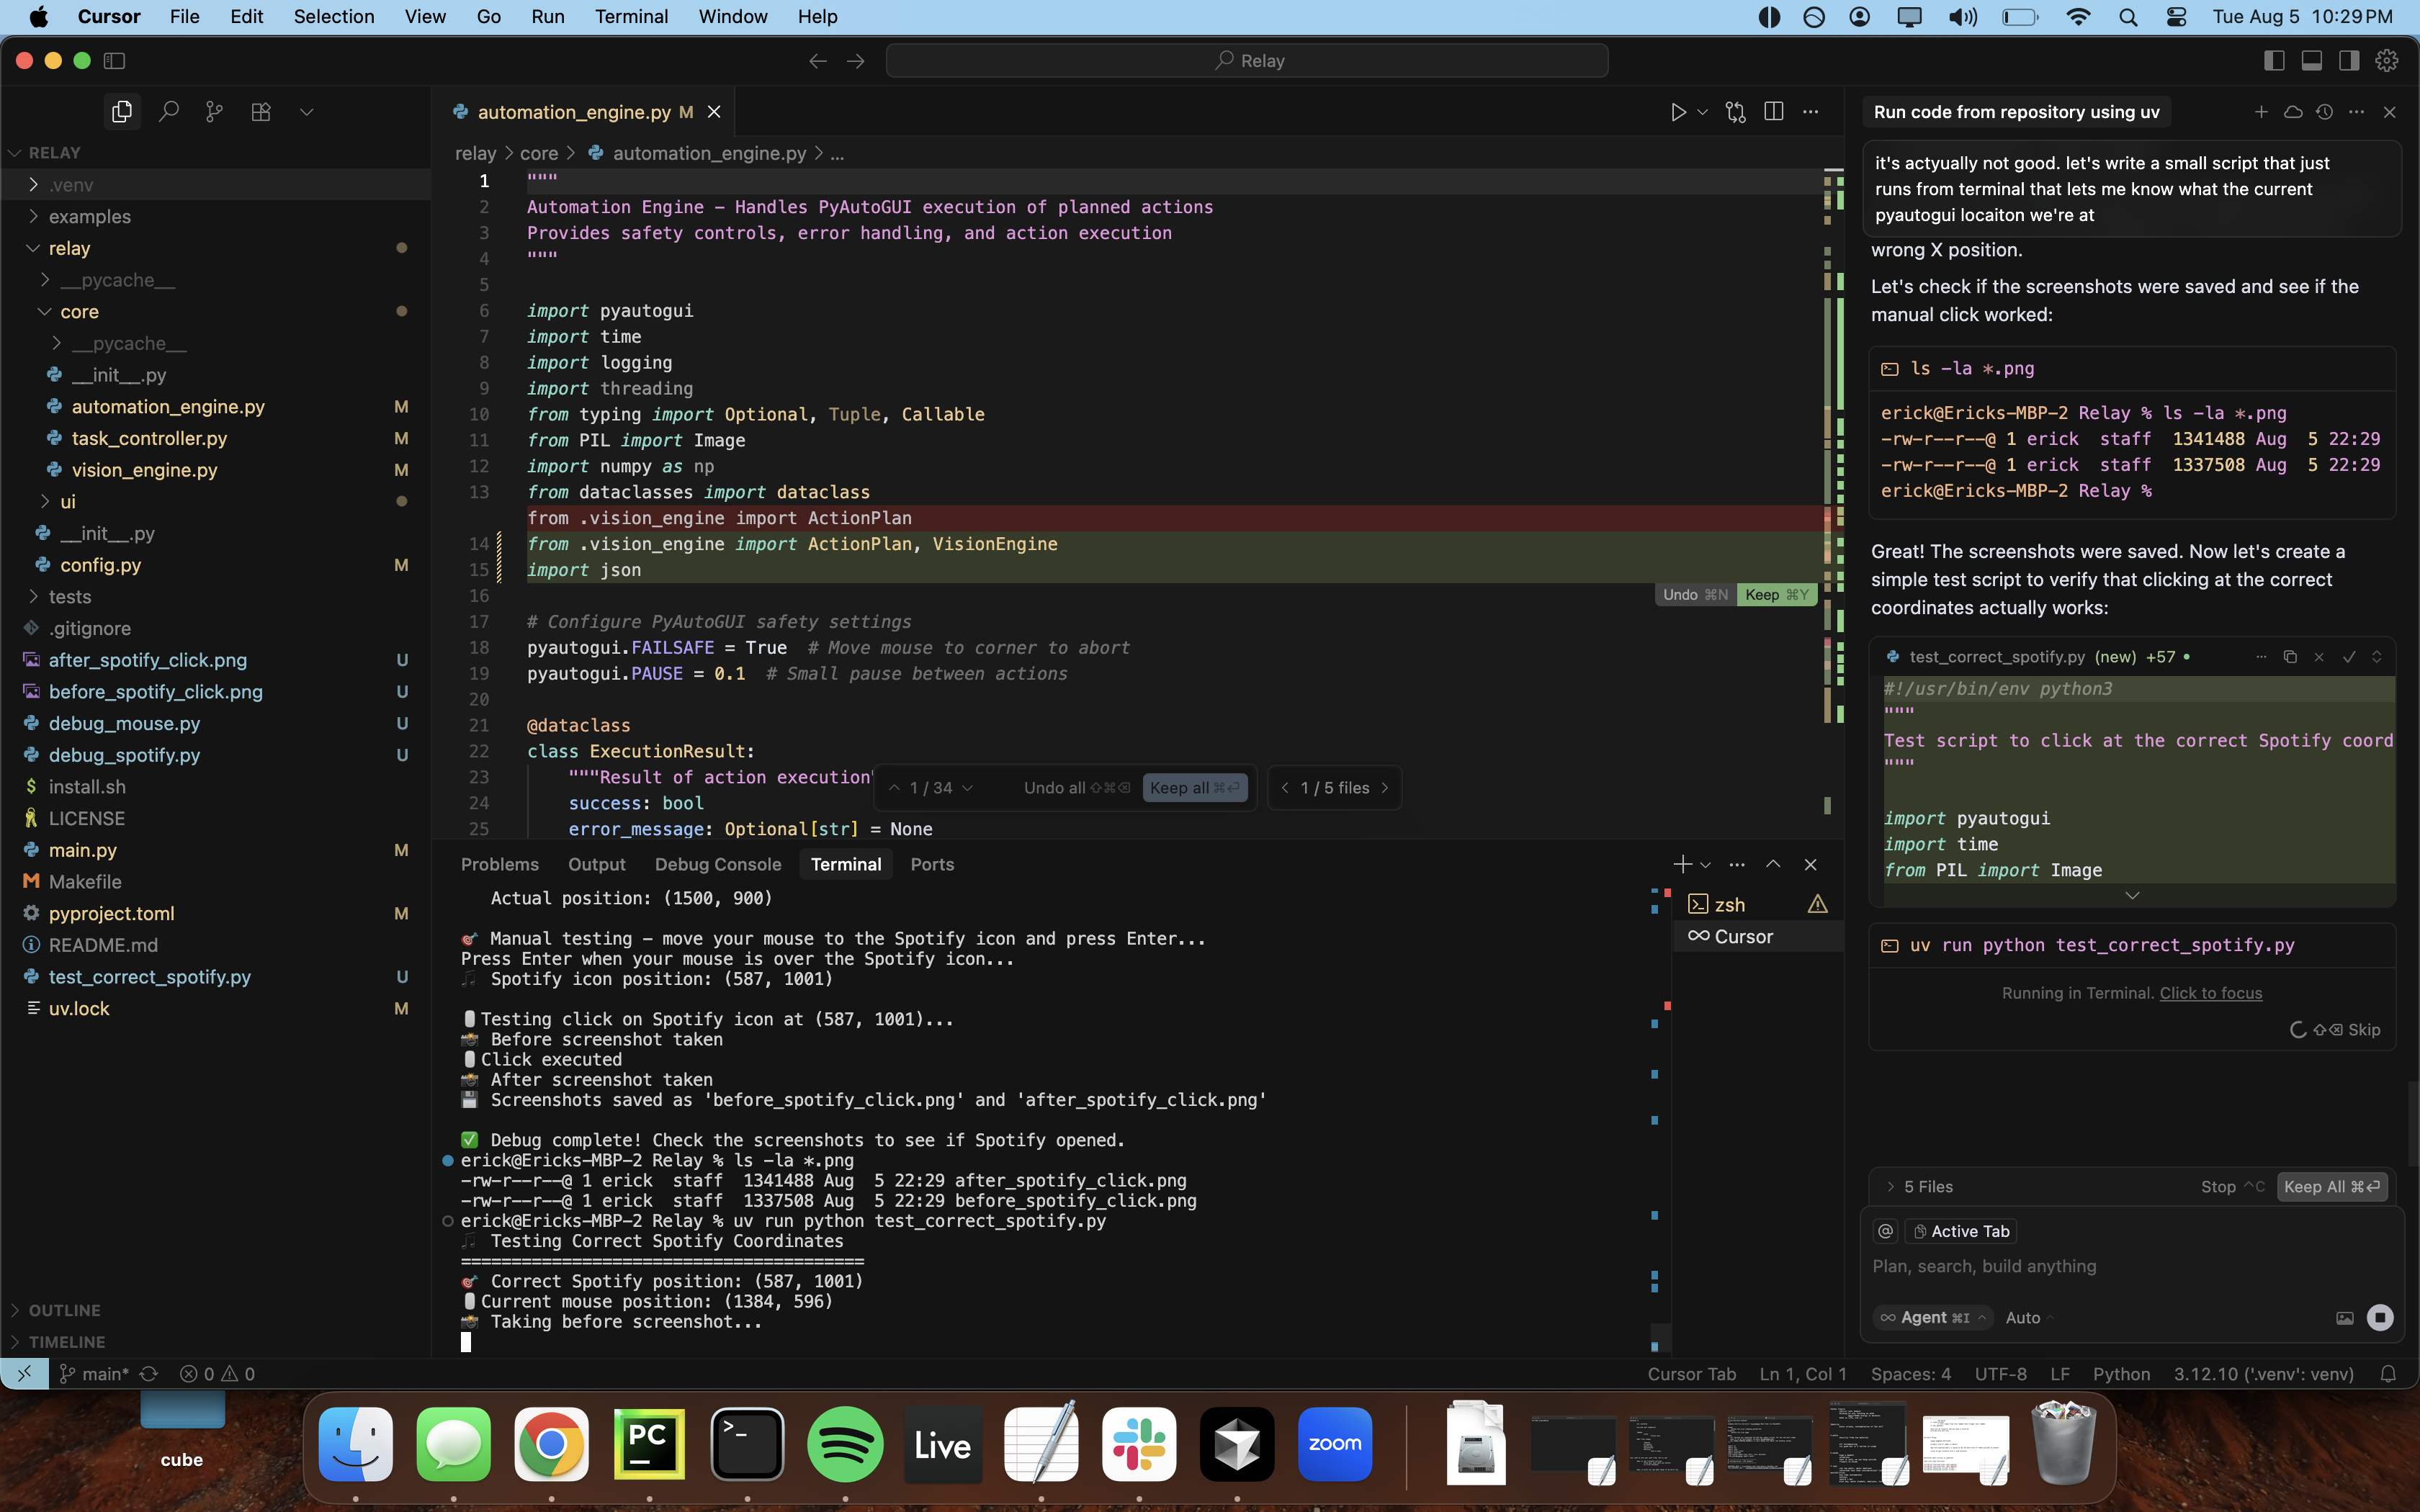 Cursor File Edit Selection View Go Run Terminal Window Help
Tue Aug 5 10:29 PM
Relay
RELAY
.venv
examples
relay
__pycache__
core
__pycache__
__init__.py
automation_engine.py M
task_controller.py M
vision_engine.py M
ui
__init__.py
config.py M
tests
.gitignore
after_spotify_click.png U
before_spotify_click.png U
debug_mouse.py U
debug_spotify.py U
install.sh
LICENSE
main.py M
Makefile
pyproject.toml M
README.md
test_correct_spotify.py U
uv.lock M
OUTLINE
TIMELINE
automation_engine.py M
relay > core > automation_engine.py > ...
1 """
2 Automation Engine – Handles PyAutoGUI execution of planned actions
3 Provides safety controls, error handling, and action execution
4 """
5
6 import pyautogui
7 import time
8 import logging
9 import threading
10 from typing import Optional, Tuple, Callable
11 from PIL import Image
12 import numpy as np
13 from dataclasses import dataclass
from .vision_engine import ActionPlan
14 from .vision_engine import ActionPlan, VisionEngine
15 import json
16
Undo ⌘N Keep ⌘Y
17 # Configure PyAutoGUI safety settings
18 pyautogui.FAILSAFE = True  # Move mouse to corner to abort
19 pyautogui.PAUSE = 0.1  # Small pause between actions
20
21 @dataclass
22 class ExecutionResult:
23 """Result of action execution"
24 success: bool
25 error_message: Optional[str] = None
1 / 34 Undo all ⇧⌘⌫ Keep all ⌘⏎ 1 / 5 files
Problems Output Debug Console Terminal Ports
Actual position: (1500, 900)
🎯 Manual testing – move your mouse to the Spotify icon and press Enter...
Press Enter when your mouse is over the Spotify icon...
🎵 Spotify icon position: (587, 1001)
Testing click on Spotify icon at (587, 1001)...
📸 Before screenshot taken
Click executed
📸 After screenshot taken
💾 Screenshots saved as 'before_spotify_click.png' and 'after_spotify_click.png'
✅ Debug complete! Check the screenshots to see if Spotify opened.
erick@Ericks-MBP-2 Relay % ls -la *.png
-rw-r--r--@ 1 erick  staff  1341488 Aug  5 22:29 after_spotify_click.png
-rw-r--r--@ 1 erick  staff  1337508 Aug  5 22:29 before_spotify_click.png
erick@Ericks-MBP-2 Relay % uv run python test_correct_spotify.py
🎵 Testing Correct Spotify Coordinates
========================================
🎯 Correct Spotify position: (587, 1001)
Current mouse position: (1384, 596)
📸 Taking before screenshot...
zsh
Cursor
Run code from repository using uv
it's actyually not good. let's write a small script that just
runs from terminal that lets me know what the current
pyautogui locaiton we're at
wrong X position.
Let's check if the screenshots were saved and see if the
manual click worked:
ls -la *.png
erick@Ericks-MBP-2 Relay % ls -la *.png
-rw-r--r--@ 1 erick  staff  1341488 Aug  5 22:29
-rw-r--r--@ 1 erick  staff  1337508 Aug  5 22:29
erick@Ericks-MBP-2 Relay %
Great! The screenshots were saved. Now let's create a
simple test script to verify that clicking at the correct
coordinates actually works:
test_correct_spotify.py (new) +57 •
#!/usr/bin/env python3
"""
Test script to click at the correct Spotify coord
"""
import pyautogui
import time
from PIL import Image
uv run python test_correct_spotify.py
Running in Terminal. Click to focus
⇧⌫ Skip
5 Files Stop ^C Keep All ⌘⏎
@ Active Tab
Plan, search, build anything
∞ Agent ⌘I Auto
main* 0 0
Cursor Tab Ln 1, Col 1 Spaces: 4 UTF-8 LF Python 3.12.10 ('.venv': venv)
cube
PC
>_
Live
zoom